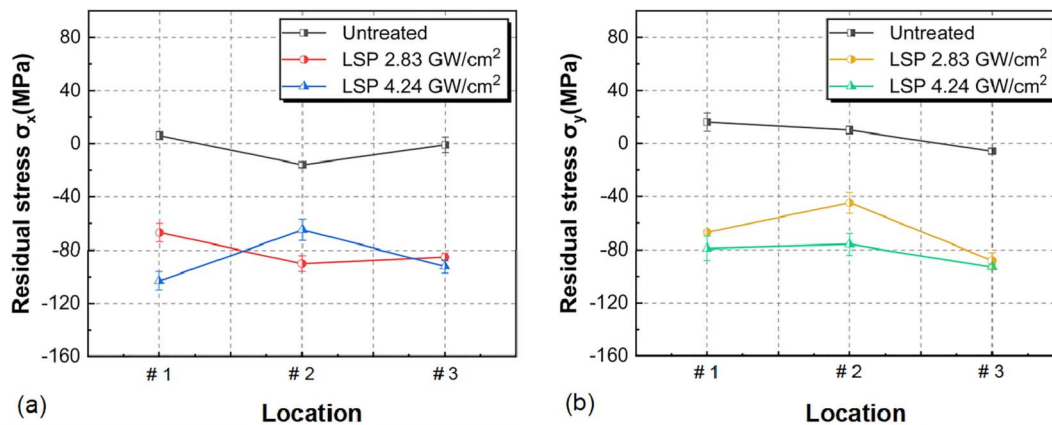 Residual stress σx(MPa)
80
40
0
-40
-80
-120
-160
Untreated
LSP 2.83 GW/cm²
LSP 4.24 GW/cm²
# 1
# 2
# 3
Location
(a)
Residual stress σy(MPa)
80
40
0
-40
-80
-120
-160
Untreated
LSP 2.83 GW/cm²
LSP 4.24 GW/cm²
# 1
# 2
# 3
Location
(b)